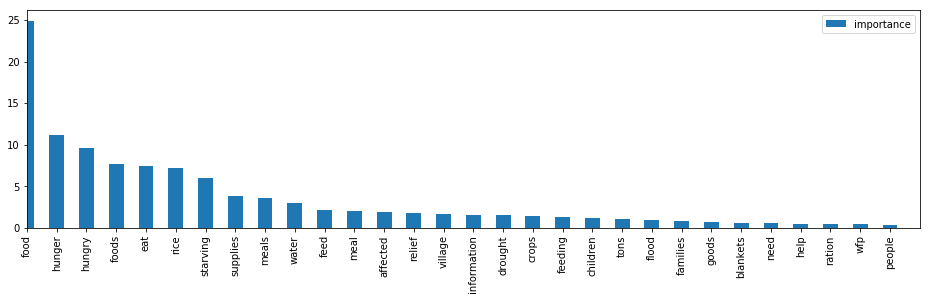 25
20
15
10
5
0
importance
food
hunger
hungry
foods
eat
rice
starving
supplies
meals
water
feed
meal
affected
relief
village
information
drought
crops
feeding
children
tons
flood
families
goods
blankets
need
help
ration
wfp
people